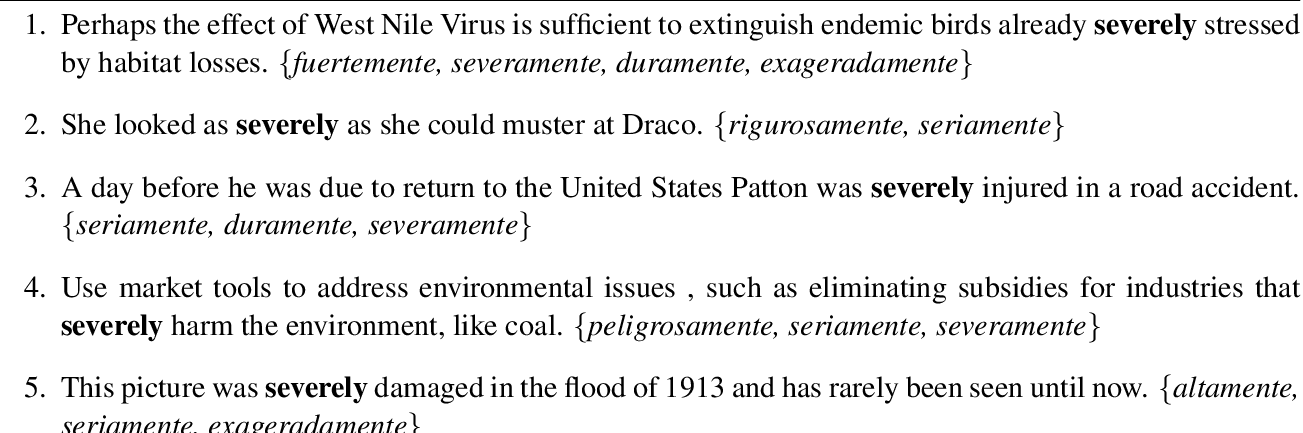 1. Perhaps the effect of West Nile Virus is sufficient to extinguish endemic birds already severely stressed
by habitat losses. {fuertemente, severamente, duramente, exageradamente}
2. She looked as severely as she could muster at Draco. {rigurosamente, seriamente}
3. A day before he was due to return to the United States Patton was severely injured in a road accident.
{seriamente, duramente, severamente}
4. Use market tools to address environmental issues , such as eliminating subsidies for industries that
severely harm the environment, like coal. {peligrosamente, seriamente, severamente}
5. This picture was severely damaged in the flood of 1913 and has rarely been seen until now. {altamente,
seriamente, exageradamente}